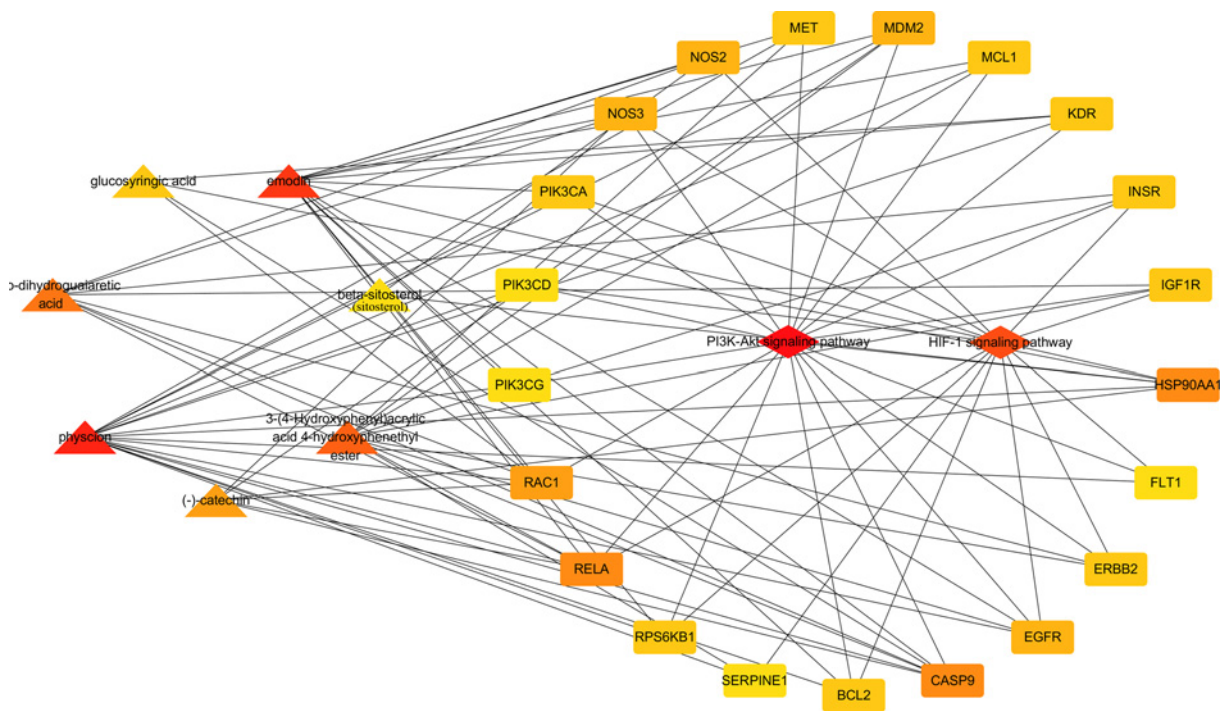 MET
MDM2
NOS2
MCL1
NOS3
KDR
glucosyringic acid
emodin
PIK3CA
INSR
o-dihydrogualaretic
acid
beta-sitosterol
(sitosterol)
PIK3CD
IGF1R
PI3K-Akt signaling pathway
HIF-1 signaling pathway
PIK3CG
HSP90AA1
3-(4-Hydroxyphenyl)acrylic
acid 4-hydroxyphenethyl
ester
physcion
(-)-catechin
RAC1
FLT1
RELA
ERBB2
RPS6KB1
EGFR
SERPINE1
CASP9
BCL2